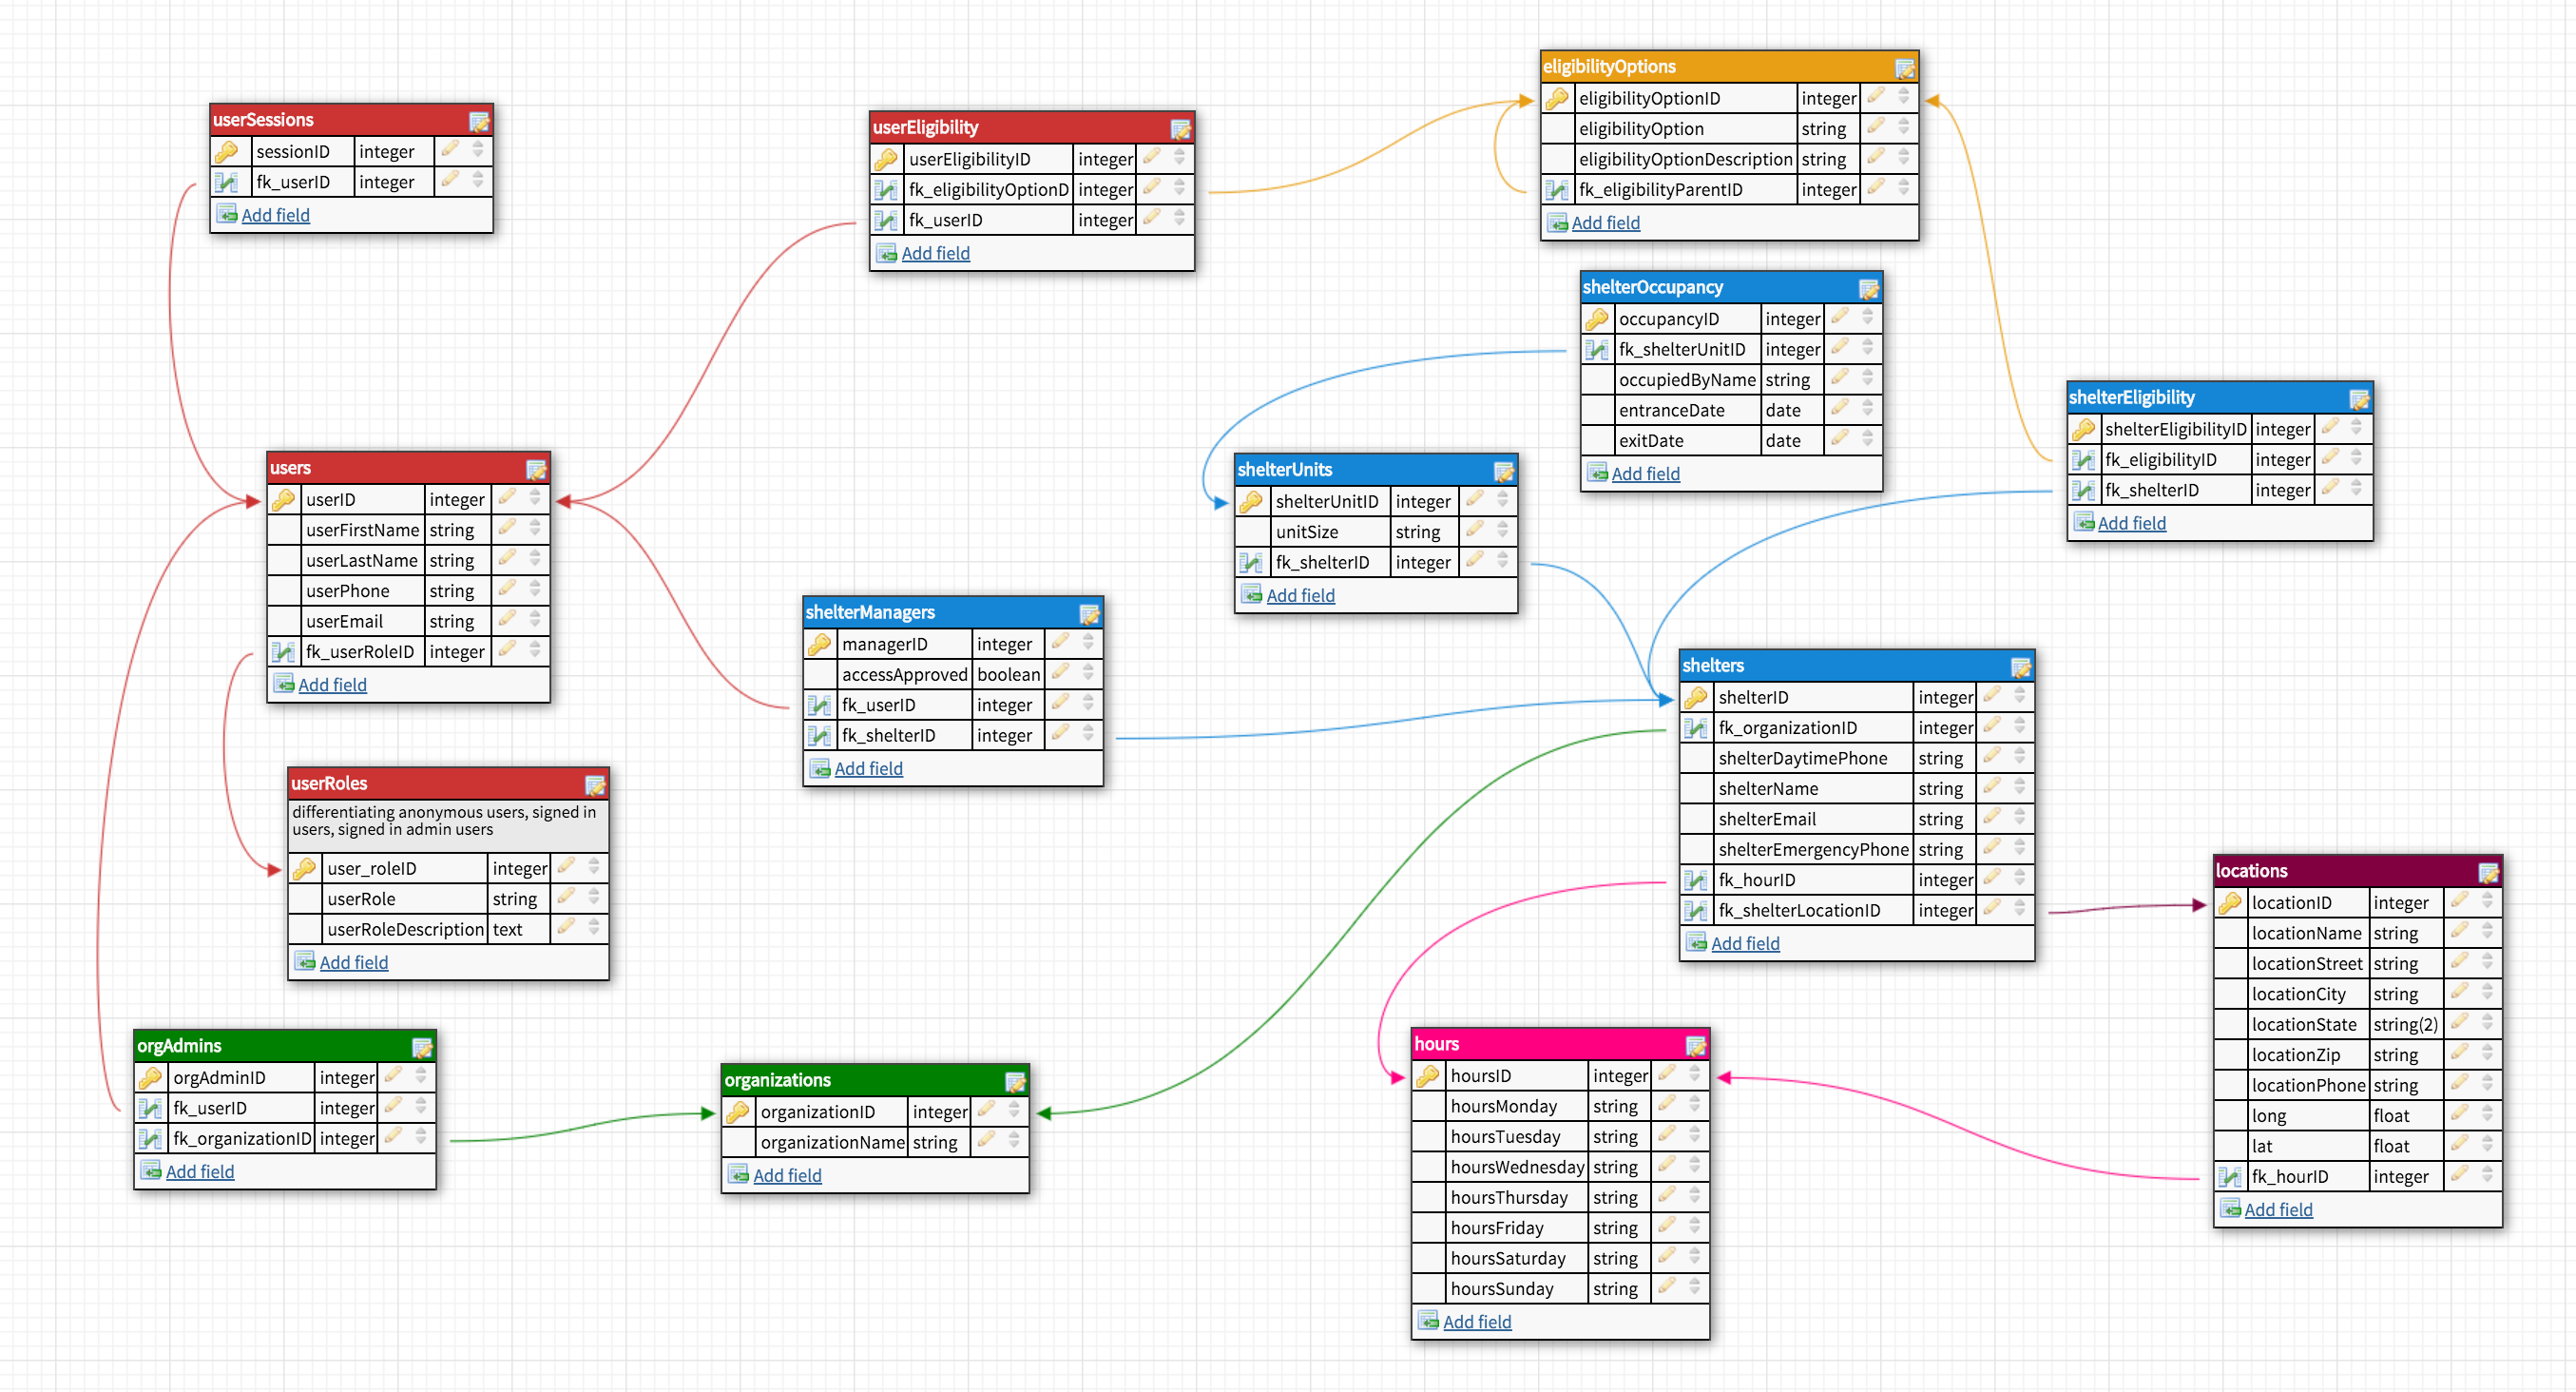 userSessions
sessionID integer
fk_userID integer
Add field
userEligibility
userEligibilityID integer
fk_eligibilityOptionD integer
fk_userID integer
Add field
eligibilityOptions
eligibilityOptionID integer
eligibilityOption string
eligibilityOptionDescription string
fk_eligibilityParentID integer
Add field
shelterOccupancy
occupancyID integer
fk_shelterUnitID integer
occupiedByName string
entranceDate date
exitDate date
Add field
shelterEligibility
shelterEligibilityID integer
fk_eligibilityID integer
fk_shelterID integer
Add field
users
userID integer
userFirstName string
userLastName string
userPhone string
userEmail string
fk_userRoleID integer
Add field
shelterUnits
shelterUnitID integer
unitSize string
fk_shelterID integer
Add field
shelterManagers
managerID integer
accessApproved boolean
fk_userID integer
fk_shelterID integer
Add field
shelters
shelterID integer
fk_organizationID integer
shelterDaytimePhone string
shelterName string
shelterEmail string
shelterEmergencyPhone string
fk_hourID integer
fk_shelterLocationID integer
Add field
userRoles
differentiating anonymous users, signed in
users, signed in admin users
user_roleID integer
userRole string
userRoleDescription text
Add field
locations
locationID integer
locationName string
locationStreet string
locationCity string
locationState string(2)
locationZip string
locationPhone string
long float
lat float
fk_hourID integer
Add field
orgAdmins
orgAdminID integer
fk_userID integer
fk_organizationID integer
Add field
organizations
organizationID integer
organizationName string
Add field
hours
hoursID integer
hoursMonday string
hoursTuesday string
hoursWednesday string
hoursThursday string
hoursFriday string
hoursSaturday string
hoursSunday string
Add field